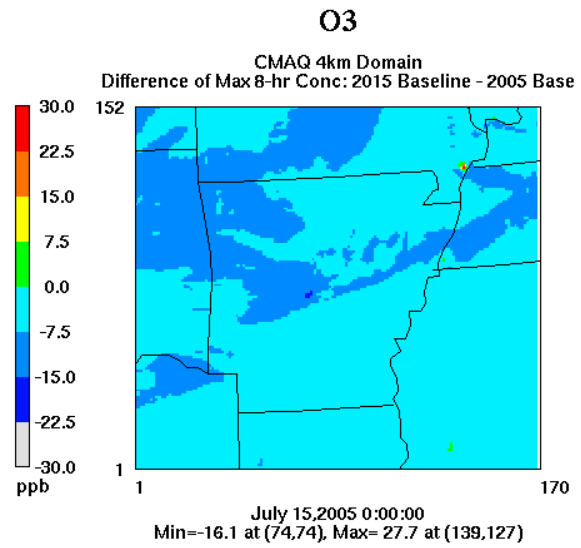 O3
CMAQ 4km Domain
Difference of Max 8-hr Conc: 2015 Baseline - 2005 Base
30.0
22.5
15.0
7.5
0.0
-7.5
-15.0
-22.5
-30.0
ppb
152
1
1
170
July 15,2005 0:00:00
Min=-16.1 at (74,74), Max= 27.7 at (139,127)